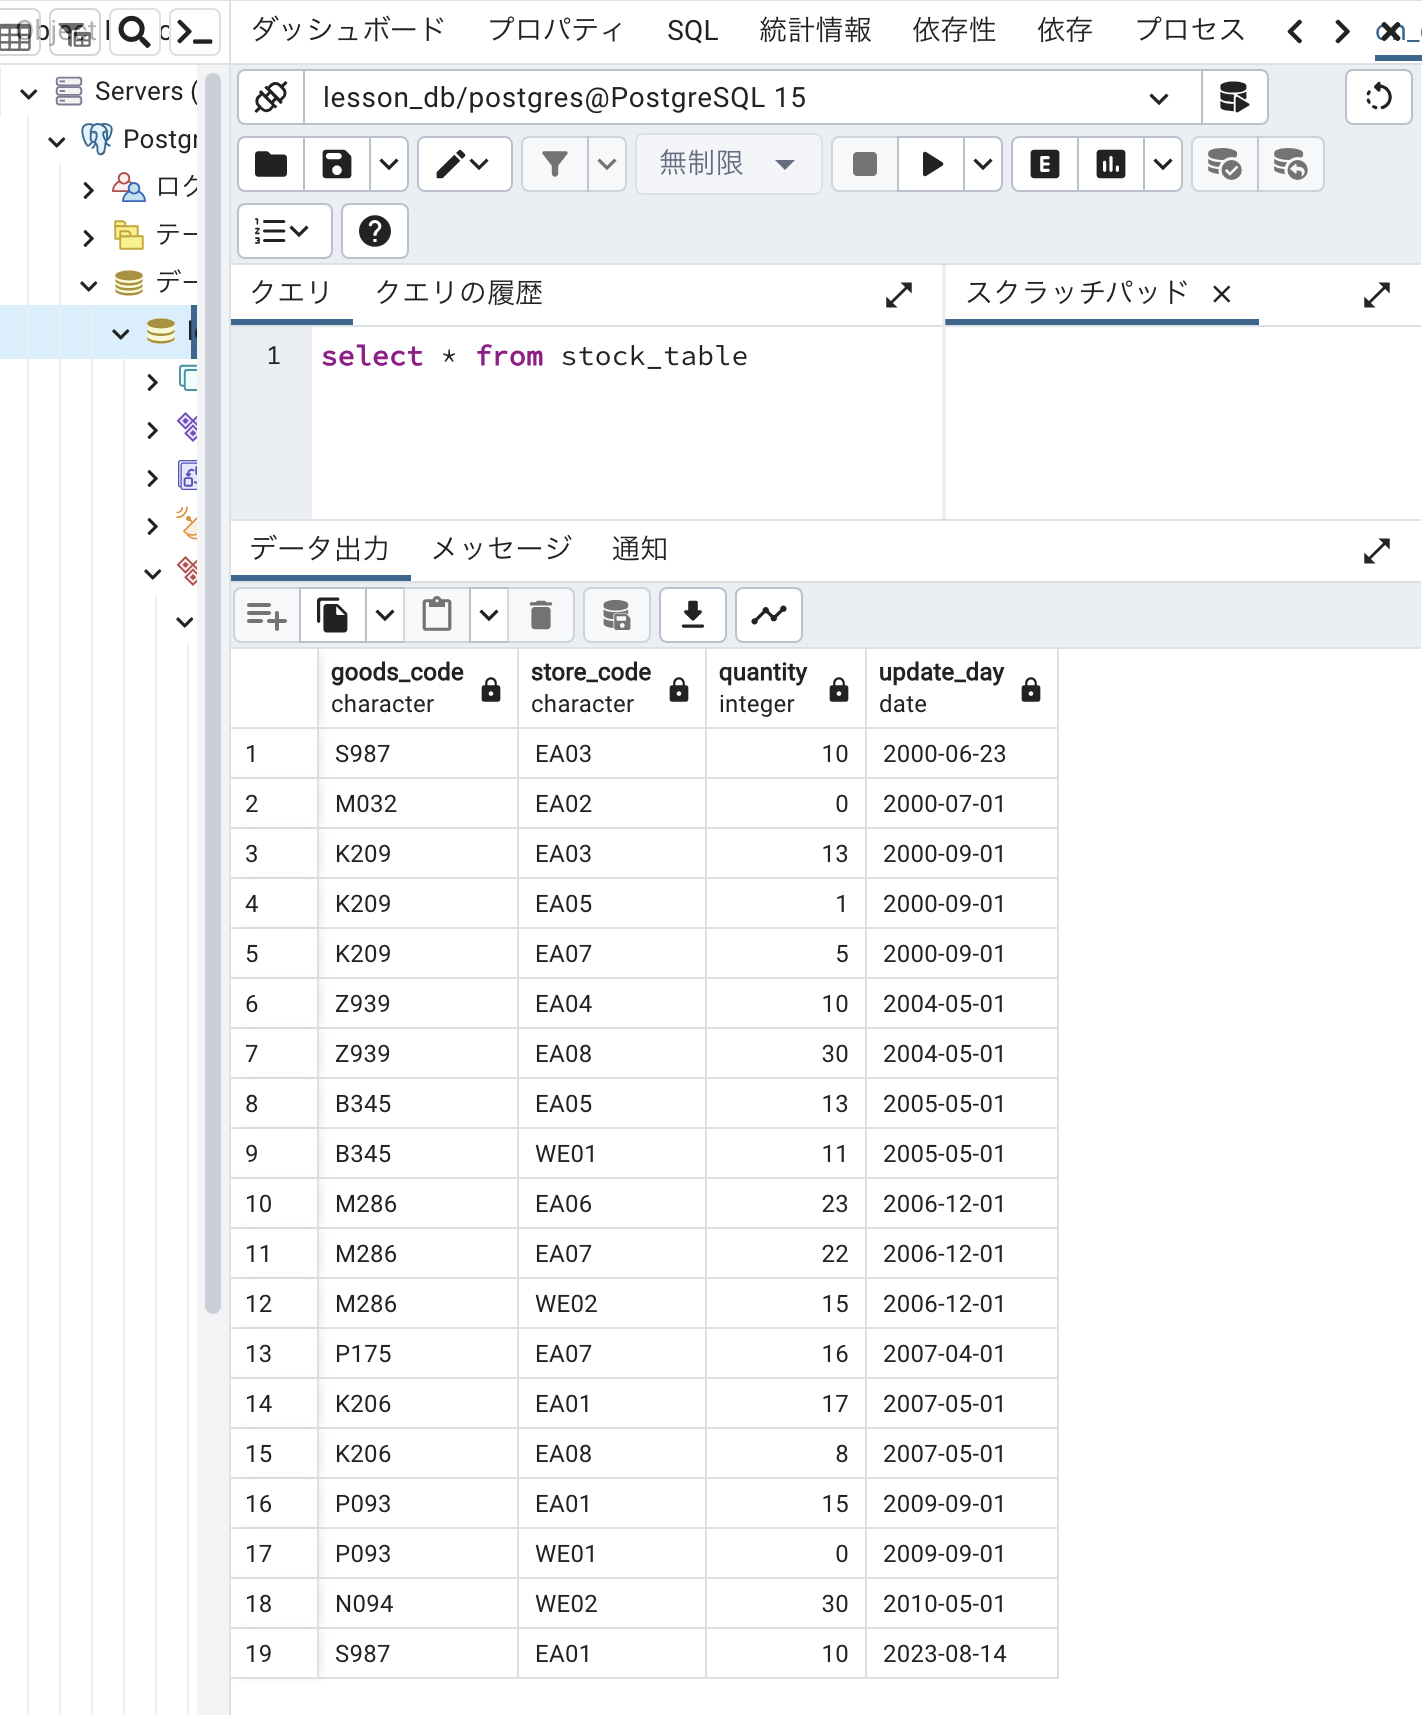 ダッシュボード プロパティ SQL 統計情報 依存性 依存 プロセス
Servers (
lesson_db/postgres@PostgreSQL 15
Postgr
無制限
ログ
テー
デー
クエリ クエリの履歴 スクラッチパッド
1 select * from stock_table
データ出力 メッセージ 通知
goods_code store_code quantity update_day
character character integer date
1 S987 EA03 10 2000-06-23
2 M032 EA02 0 2000-07-01
3 K209 EA03 13 2000-09-01
4 K209 EA05 1 2000-09-01
5 K209 EA07 5 2000-09-01
6 Z939 EA04 10 2004-05-01
7 Z939 EA08 30 2004-05-01
8 B345 EA05 13 2005-05-01
9 B345 WE01 11 2005-05-01
10 M286 EA06 23 2006-12-01
11 M286 EA07 22 2006-12-01
12 M286 WE02 15 2006-12-01
13 P175 EA07 16 2007-04-01
14 K206 EA01 17 2007-05-01
15 K206 EA08 8 2007-05-01
16 P093 EA01 15 2009-09-01
17 P093 WE01 0 2009-09-01
18 N094 WE02 30 2010-05-01
19 S987 EA01 10 2023-08-14